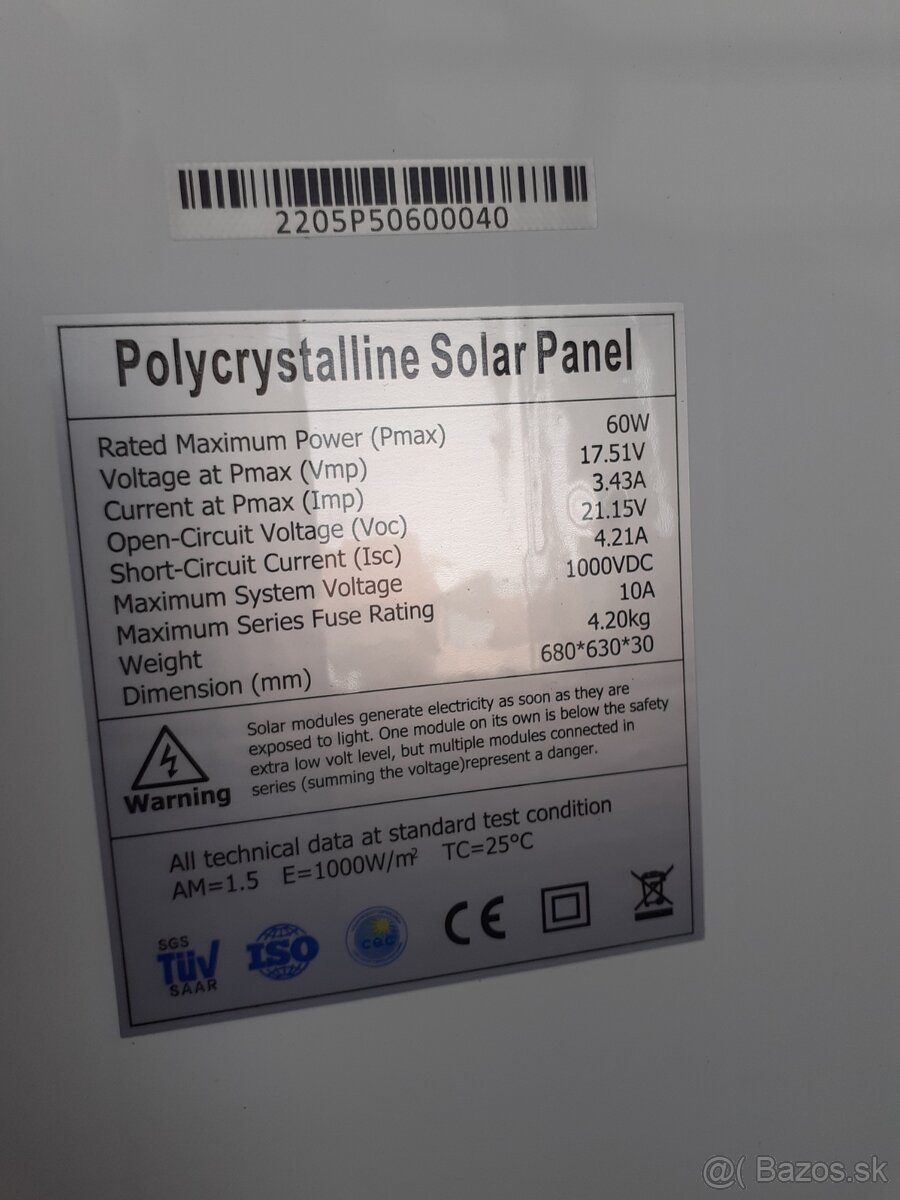 2205P50600040
Polycrystalline Solar Panel
Rated Maximum Power (Pmax) 60W
Voltage at Pmax (Vmp) 17.51V
Current at Pmax (Imp) 3.43A
Open-Circuit Voltage (Voc) 21.15V
Short-Circuit Current (Isc) 4.21A
Maximum System Voltage 1000VDC
Maximum Series Fuse Rating 10A
Weight 4.20kg
Dimension (mm) 680*630*30
Solar modules generate electricity as soon as they are
exposed to light. One module on its own is below the safety
extra low volt level, but multiple modules connected in
series (summing the voltage)represent a danger.
Warning
All technical data at standard test condition
AM=1.5 E=1000W/m² TC=25°C
SGS
TÜV
SAAR
ISO
CE
@( Bazos.sk